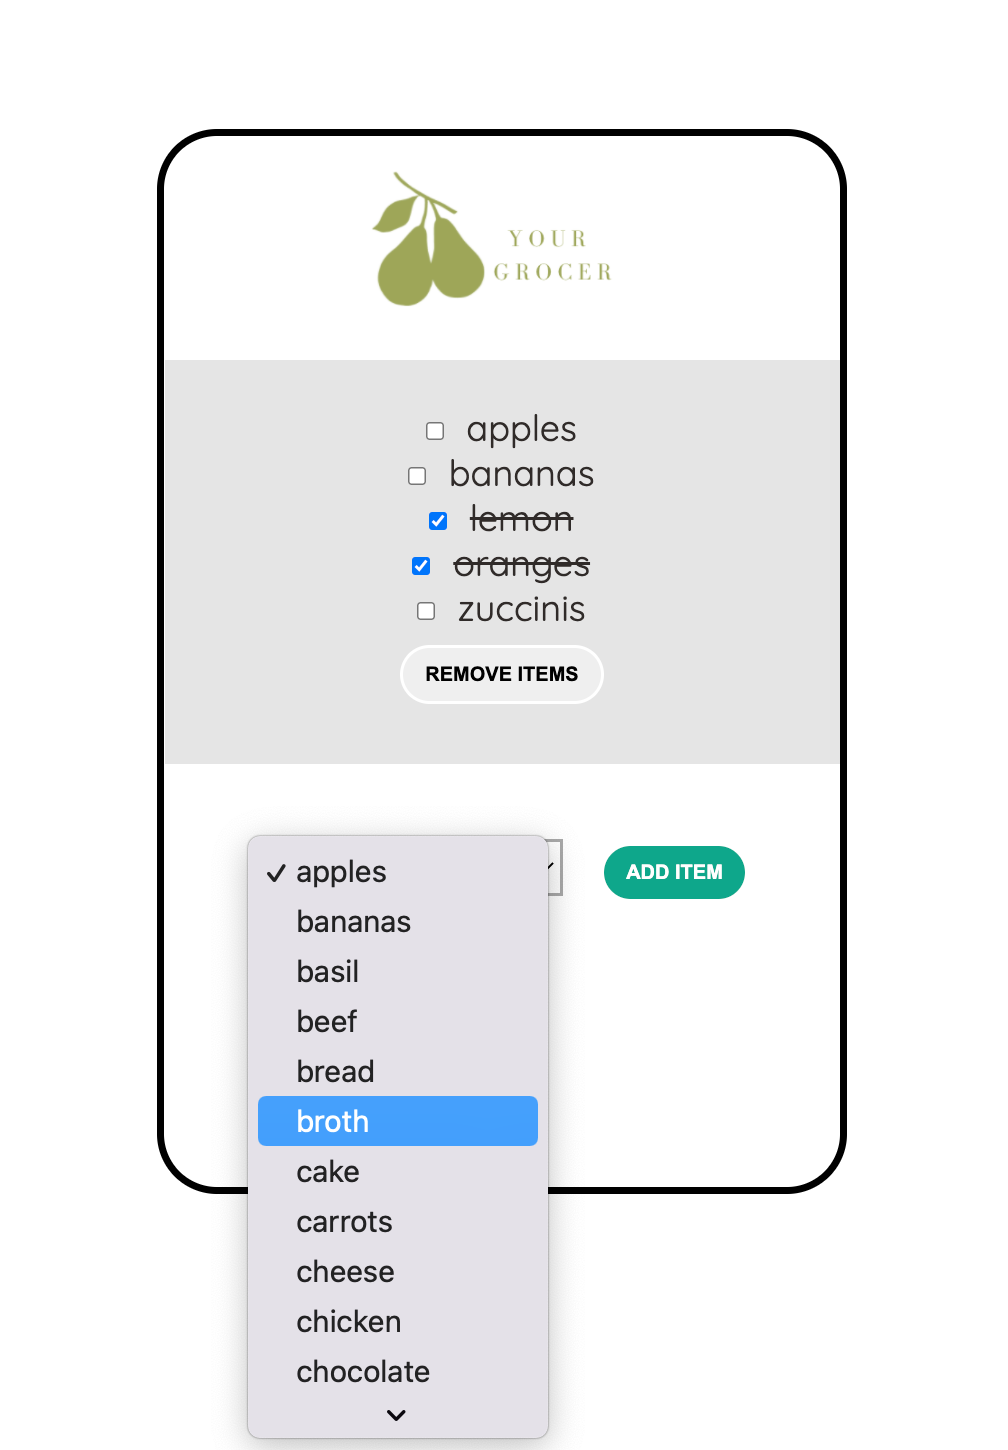 YOUR
GROCER
apples
bananas
lemon
oranges
zuccinis
REMOVE ITEMS
ADD ITEM
apples
bananas
basil
beef
bread
broth
cake
carrots
cheese
chicken
chocolate